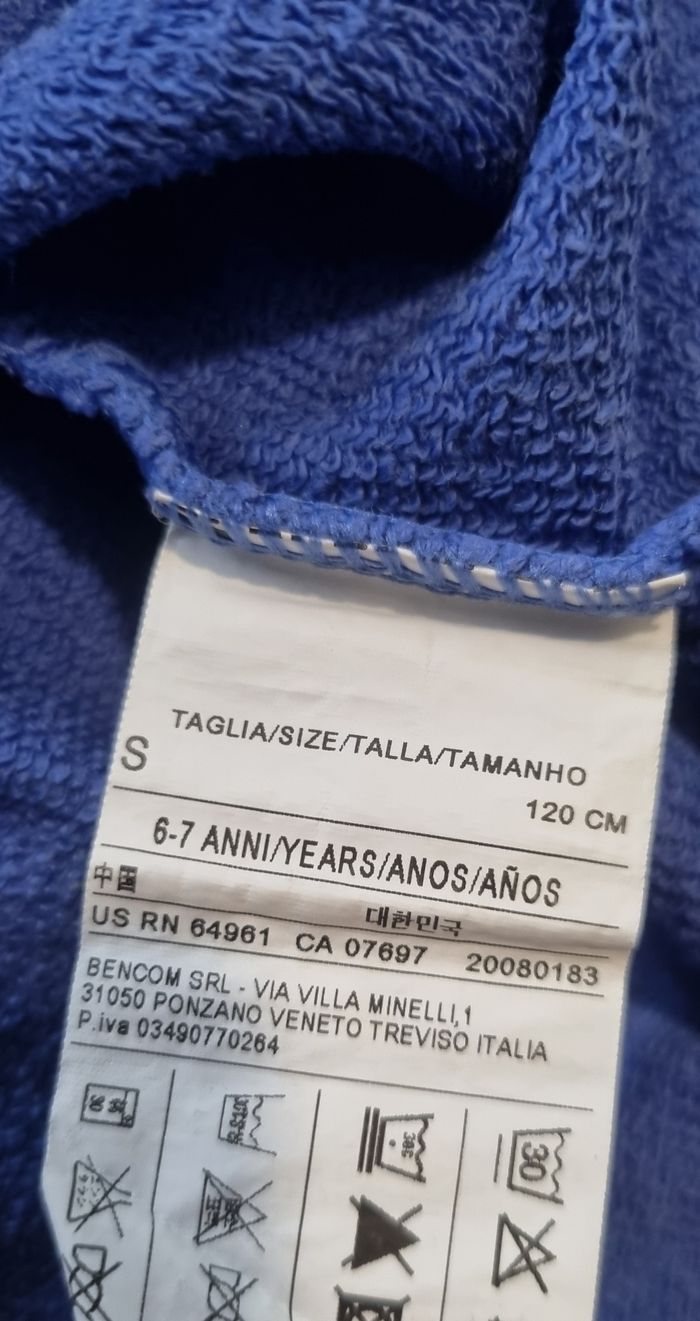 TAGLIA/SIZE/TALLA/TAMANHO
S
120 CM
6-7 ANNI/YEARS/ANOS/AÑOS
中国
대한민국
US RN 64961 CA 07697 20080183
BENCOM SRL - VIA VILLA MINELLI,1
31050 PONZANO VENETO TREVISO ITALIA
P.iva 03490770264
30